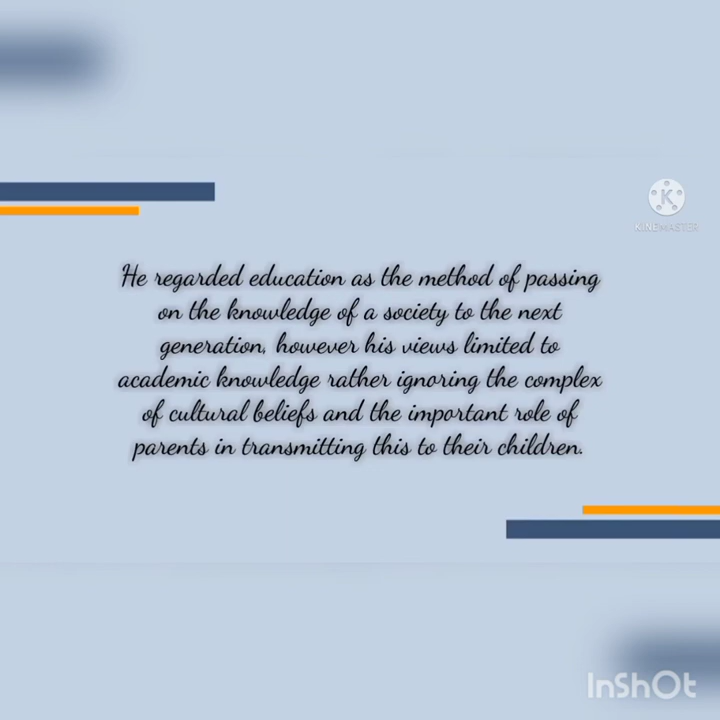 K
KINEMASTER
He regarded education as the method of passing
on the knowledge of a society to the next
generation, however his views limited to
academic knowledge rather ignoring the complex
of cultural beliefs and the important role of
parents in transmitting this to their children.
InShOt